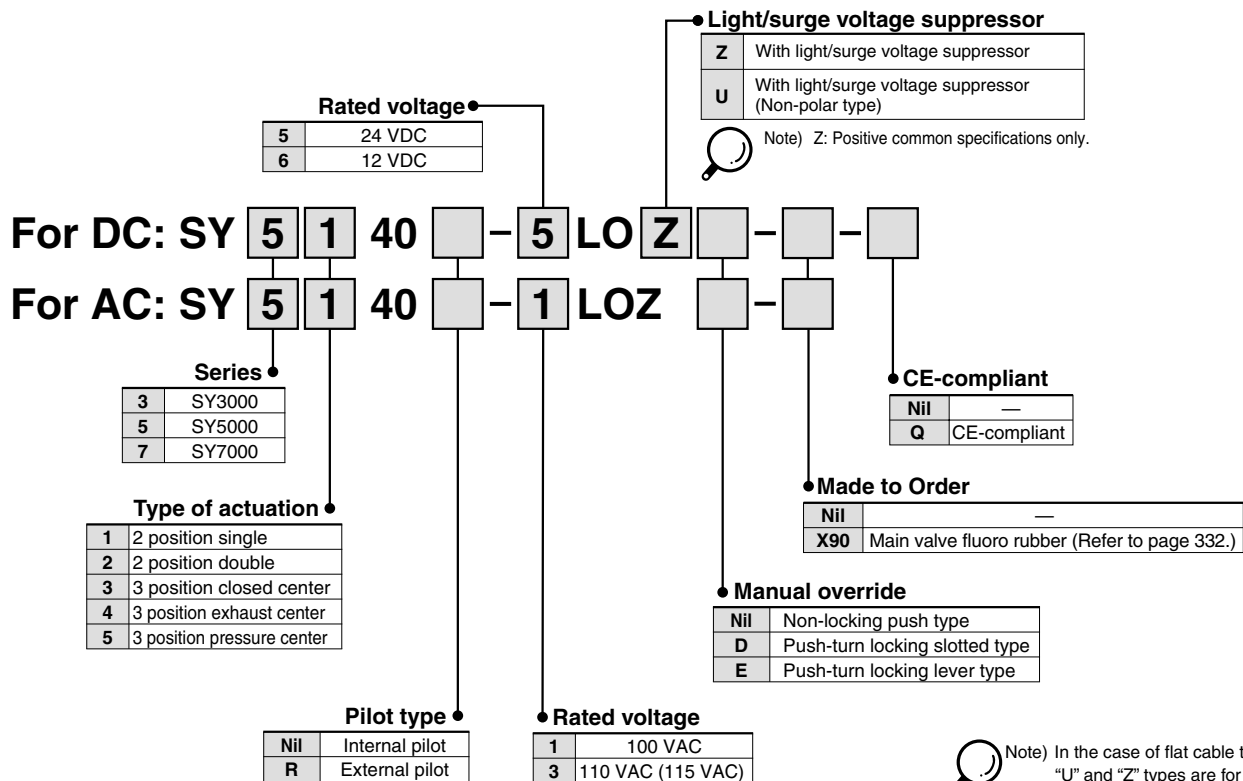 Light/surge voltage suppressor
Z With light/surge voltage suppressor
U With light/surge voltage suppressor
(Non-polar type)
Note) Z: Positive common specifications only.
Rated voltage
5 24 VDC
6 12 VDC
For DC: SY 5 1 40 – 5 LO Z – –
For AC: SY 5 1 40 – 1 LOZ –
Series
3 SY3000
5 SY5000
7 SY7000
CE-compliant
Nil —
Q CE-compliant
Type of actuation
1 2 position single
2 2 position double
3 3 position closed center
4 3 position exhaust center
5 3 position pressure center
Made to Order
Nil —
X90 Main valve fluoro rubber (Refer to page 332.)
Manual override
Nil Non-locking push type
D Push-turn locking slotted type
E Push-turn locking lever type
Pilot type
Nil Internal pilot
R External pilot
Rated voltage
1 100 VAC
3 110 VAC (115 VAC)
Note) In the case of flat cable
“U” and “Z” types are for